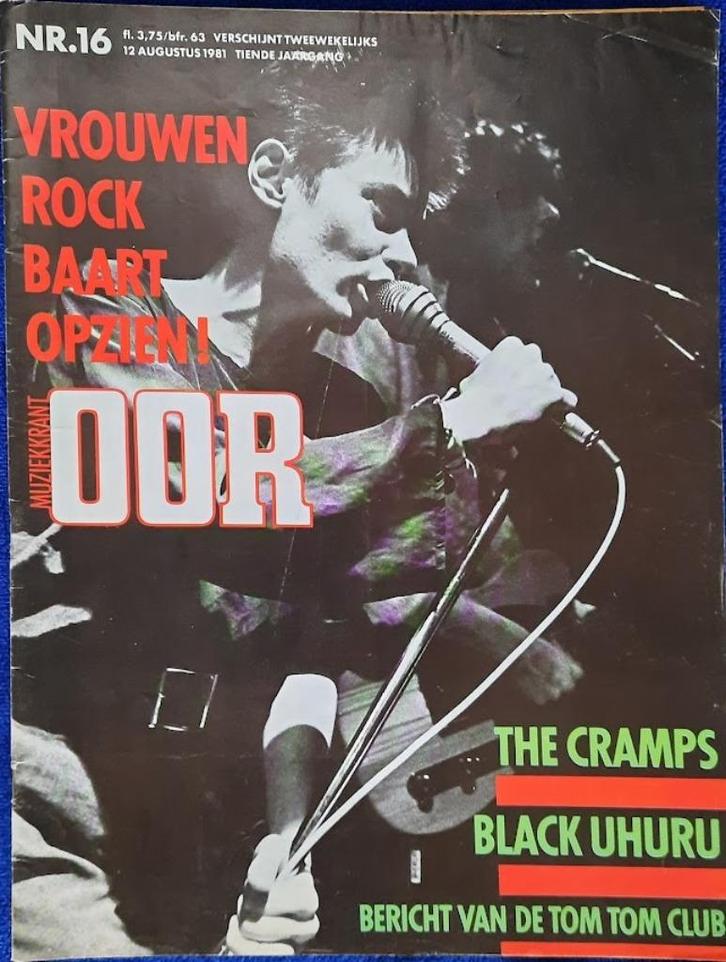 NR.16
fl. 3,75/bfr. 63 VERSCHIJNT TWEEWEKELIJKS
12 AUGUSTUS 1981 TIENDE JAARGANG
VROUWEN
ROCK
BAART
OPZIEN!
MUZIEKKRANT
OOR
THE CRAMPS
BLACK UHURU
BERICHT VAN DE TOM TOM CLUB